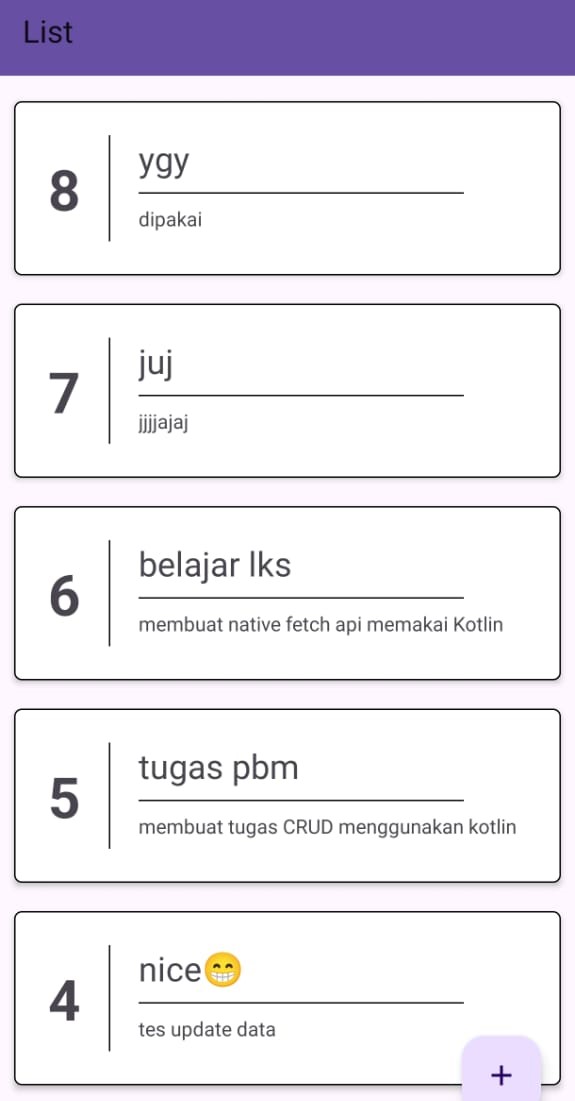 List
8
ygy
dipakai
7
juj
jjjjajaj
6
belajar lks
membuat native fetch api memakai Kotlin
5
tugas pbm
membuat tugas CRUD menggunakan kotlin
4
nice😁
tes update data
+